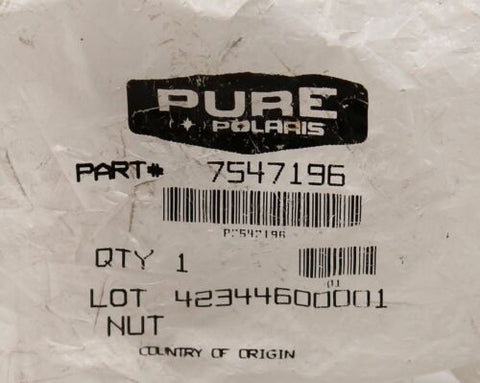 PURE
POLARIS
PART# 7547196
P7547196
QTY 1
01
LOT 42344600001
NUT
COUNTRY OF ORIGIN